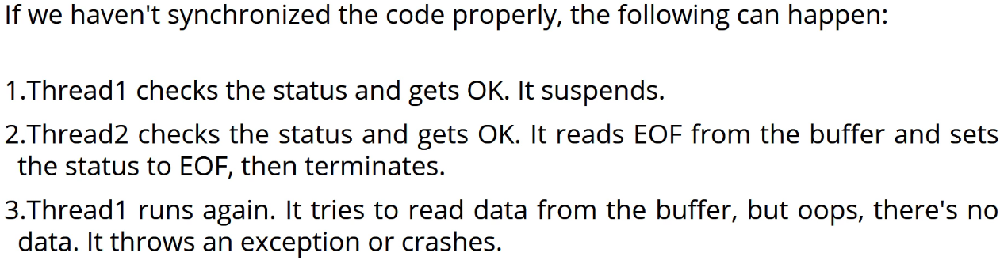 If we haven't synchronized the code properly, the following can happen:
1.Thread1 checks the status and gets OK. It suspends.
2.Thread2 checks the status and gets OK. It reads EOF from the buffer and sets
the status to EOF, then terminates.
3.Thread1 runs again. It tries to read data from the buffer, but oops, there's no
data. It throws an exception or crashes.